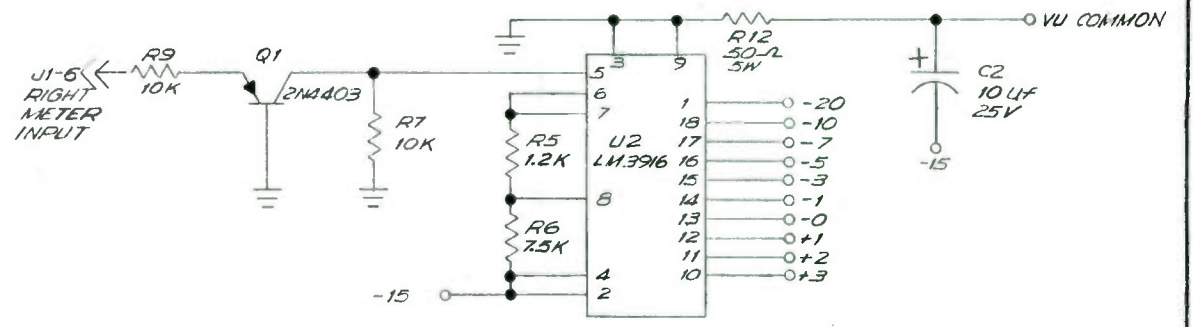 VU COMMON
R12
50Ω
5W
R9
10K
Q1
2N4403
J1-6
RIGHT
METER
INPUT
R7
10K
3
9
5
6
7
8
4
2
R5
1.2K
R6
7.5K
U2
LM3916
1
-20
18
-10
17
-7
16
-5
15
-3
14
-1
13
-0
12
+1
11
+2
10
+3
+
C2
10 uf
25V
-15
-15